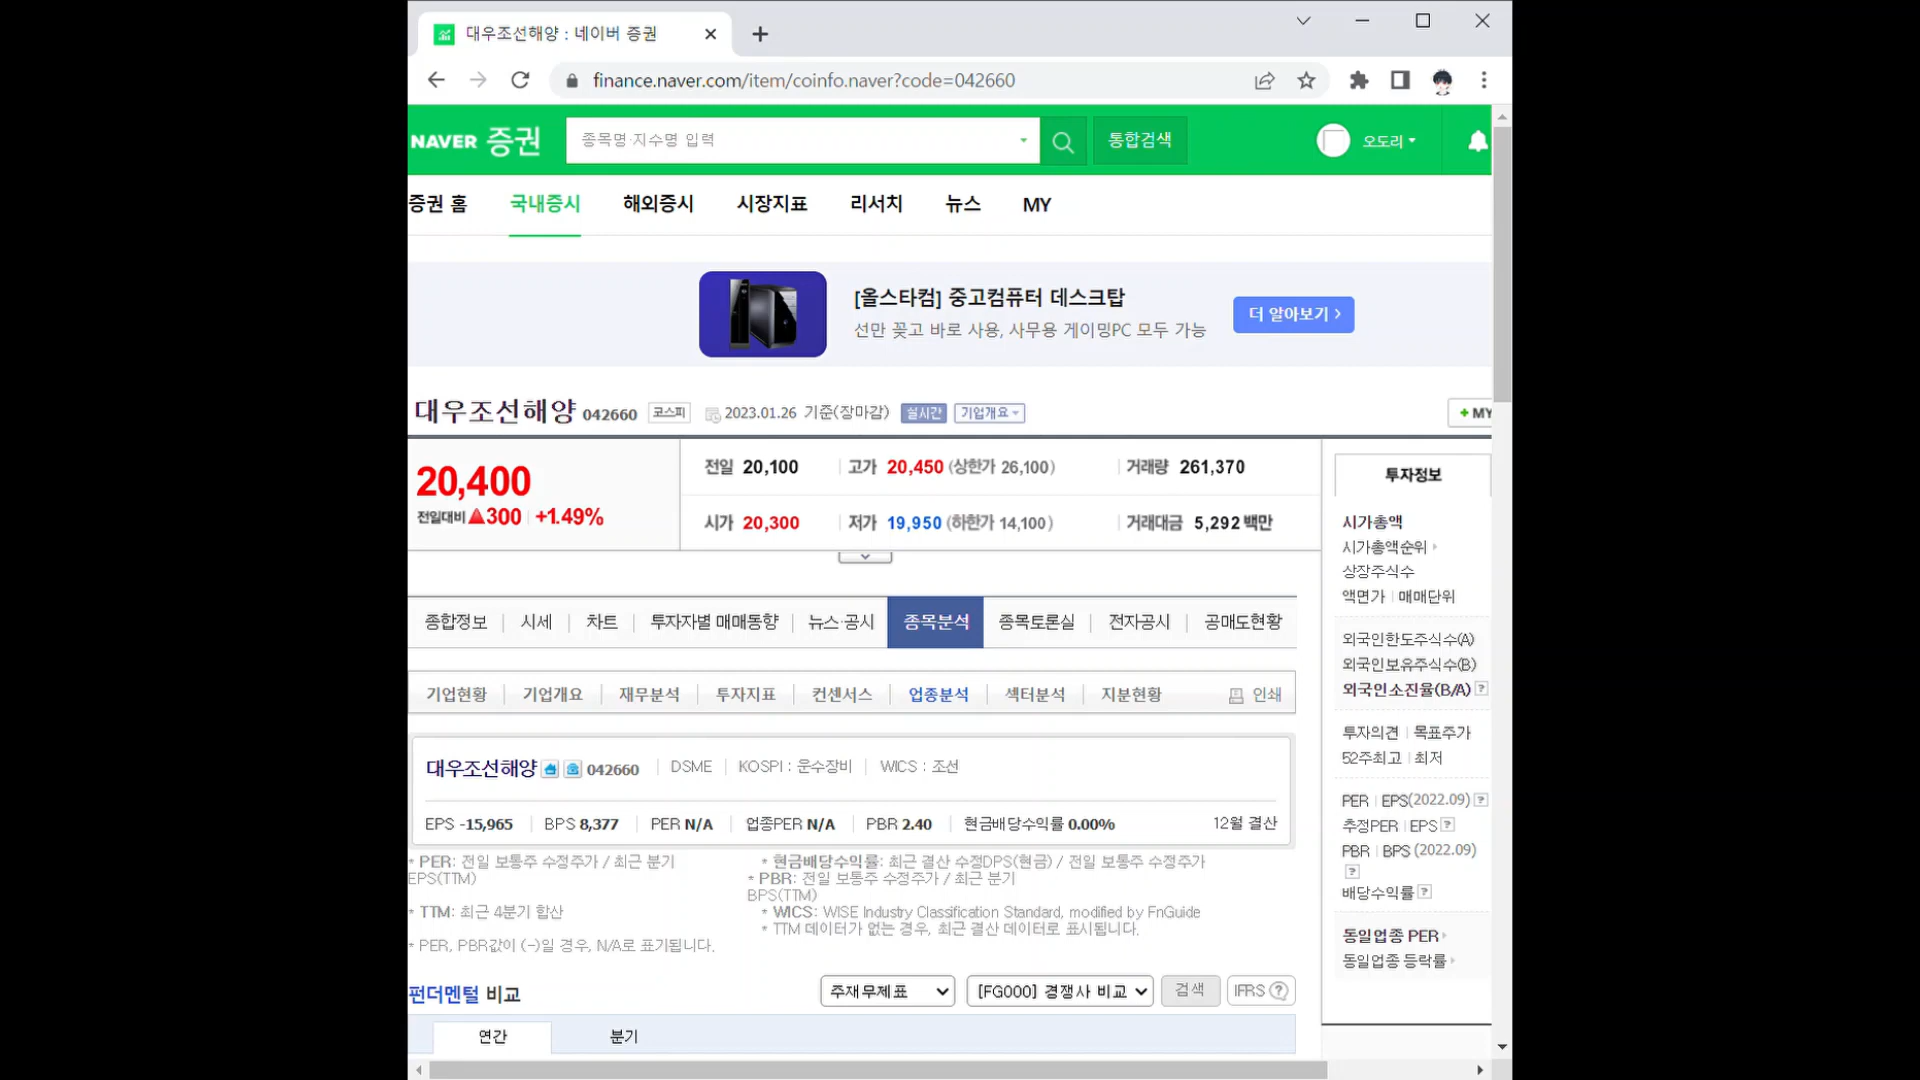 대우조선해양 : 네이버 증권
finance.naver.com/item/coinfo.naver?code=042660
NAVER 증권
종목명·지수명 입력
통합검색
오도리
증권 홈 국내증시 해외증시 시장지표 리서치 뉴스 MY
[올스타컴] 중고컴퓨터 데스크탑
선만 꽂고 바로 사용, 사무용 게이밍PC 모두 가능
더 알아보기 >
대우조선해양 042660 코스피 2023.01.26 기준(장마감) 실시간 기업개요
+ MY
20,400
전일대비 ▲300 +1.49%
전일 20,100 고가 20,450 (상한가 26,100) 거래량 261,370
시가 20,300 저가 19,950 (하한가 14,100) 거래대금 5,292 백만
종합정보 시세 차트 투자자별 매매동향 뉴스·공시 종목분석 종목토론실 전자공시 공매도현황
기업현황 기업개요 재무분석 투자지표 컨센서스 업종분석 섹터분석 지분현황 인쇄
대우조선해양 042660 DSME KOSPI : 운수장비 WICS : 조선
EPS -15,965 BPS 8,377 PER N/A 업종PER N/A PBR 2.40 현금배당수익률 0.00% 12월 결산
* PER: 전일 보통주 수정주가 / 최근 분기
EPS(TTM)
* TTM: 최근 4분기 합산
* PER, PBR값이 (-)일 경우, N/A로 표기됩니다.
* 현금배당수익률: 최근 결산 수정DPS(현금) / 전일 보통주 수정주가
* PBR: 전일 보통주 수정주가 / 최근 분기
BPS(TTM)
* WICS: WISE Industry Classification Standard, modified by FnGuide
* TTM 데이터가 없는 경우, 최근 결산 데이터로 표시됩니다.
펀더멘털 비교
주재무제표 [FG000] 경쟁사 비교 검색 IFRS ?
연간 분기
투자정보
시가총액
시가총액순위
상장주식수
액면가 | 매매단위
외국인한도주식수(A)
외국인보유주식수(B)
외국인소진율(B/A) ?
투자의견 | 목표주가
52주최고 | 최저
PER | EPS(2022.09) ?
추정PER | EPS ?
PBR | BPS (2022.09)
?
배당수익률 ?
동일업종 PER
동일업종 등락률